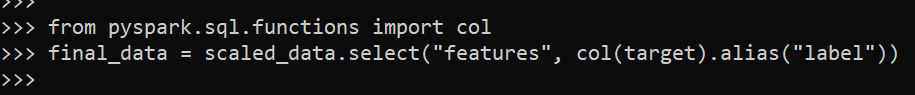 >>>
>>> from pyspark.sql.functions import col
>>> final_data = scaled_data.select("features", col(target).alias("label"))
>>>